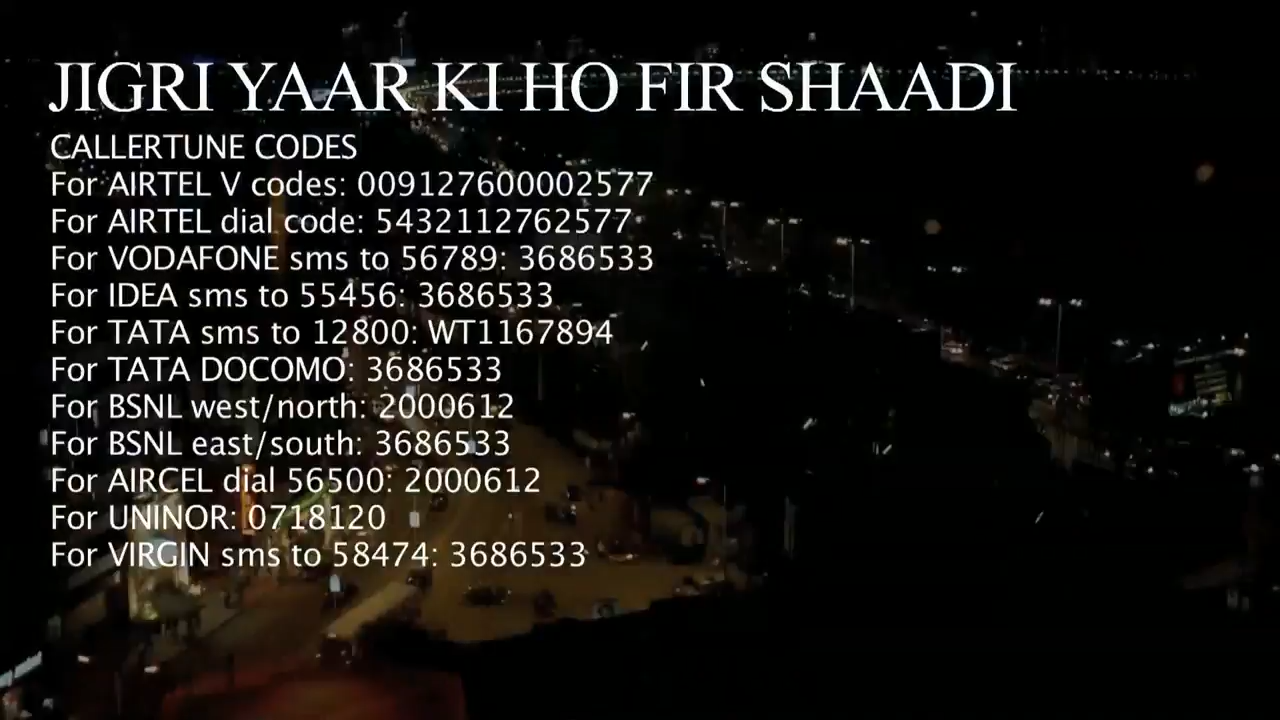 JIGRI YAAR KI HO FIR SHAADI
CALLERTUNE CODES
For AIRTEL V codes: 009127600002577
For AIRTEL dial code: 5432112762577
For VODAFONE sms to 56789: 3686533
For IDEA sms to 55456: 3686533
For TATA sms to 12800: WT1167894
For TATA DOCOMO: 3686533
For BSNL west/north: 2000612
For BSNL east/south: 3686533
For AIRCEL dial 56500: 2000612
For UNINOR: 0718120
For VIRGIN sms to 58474: 3686533